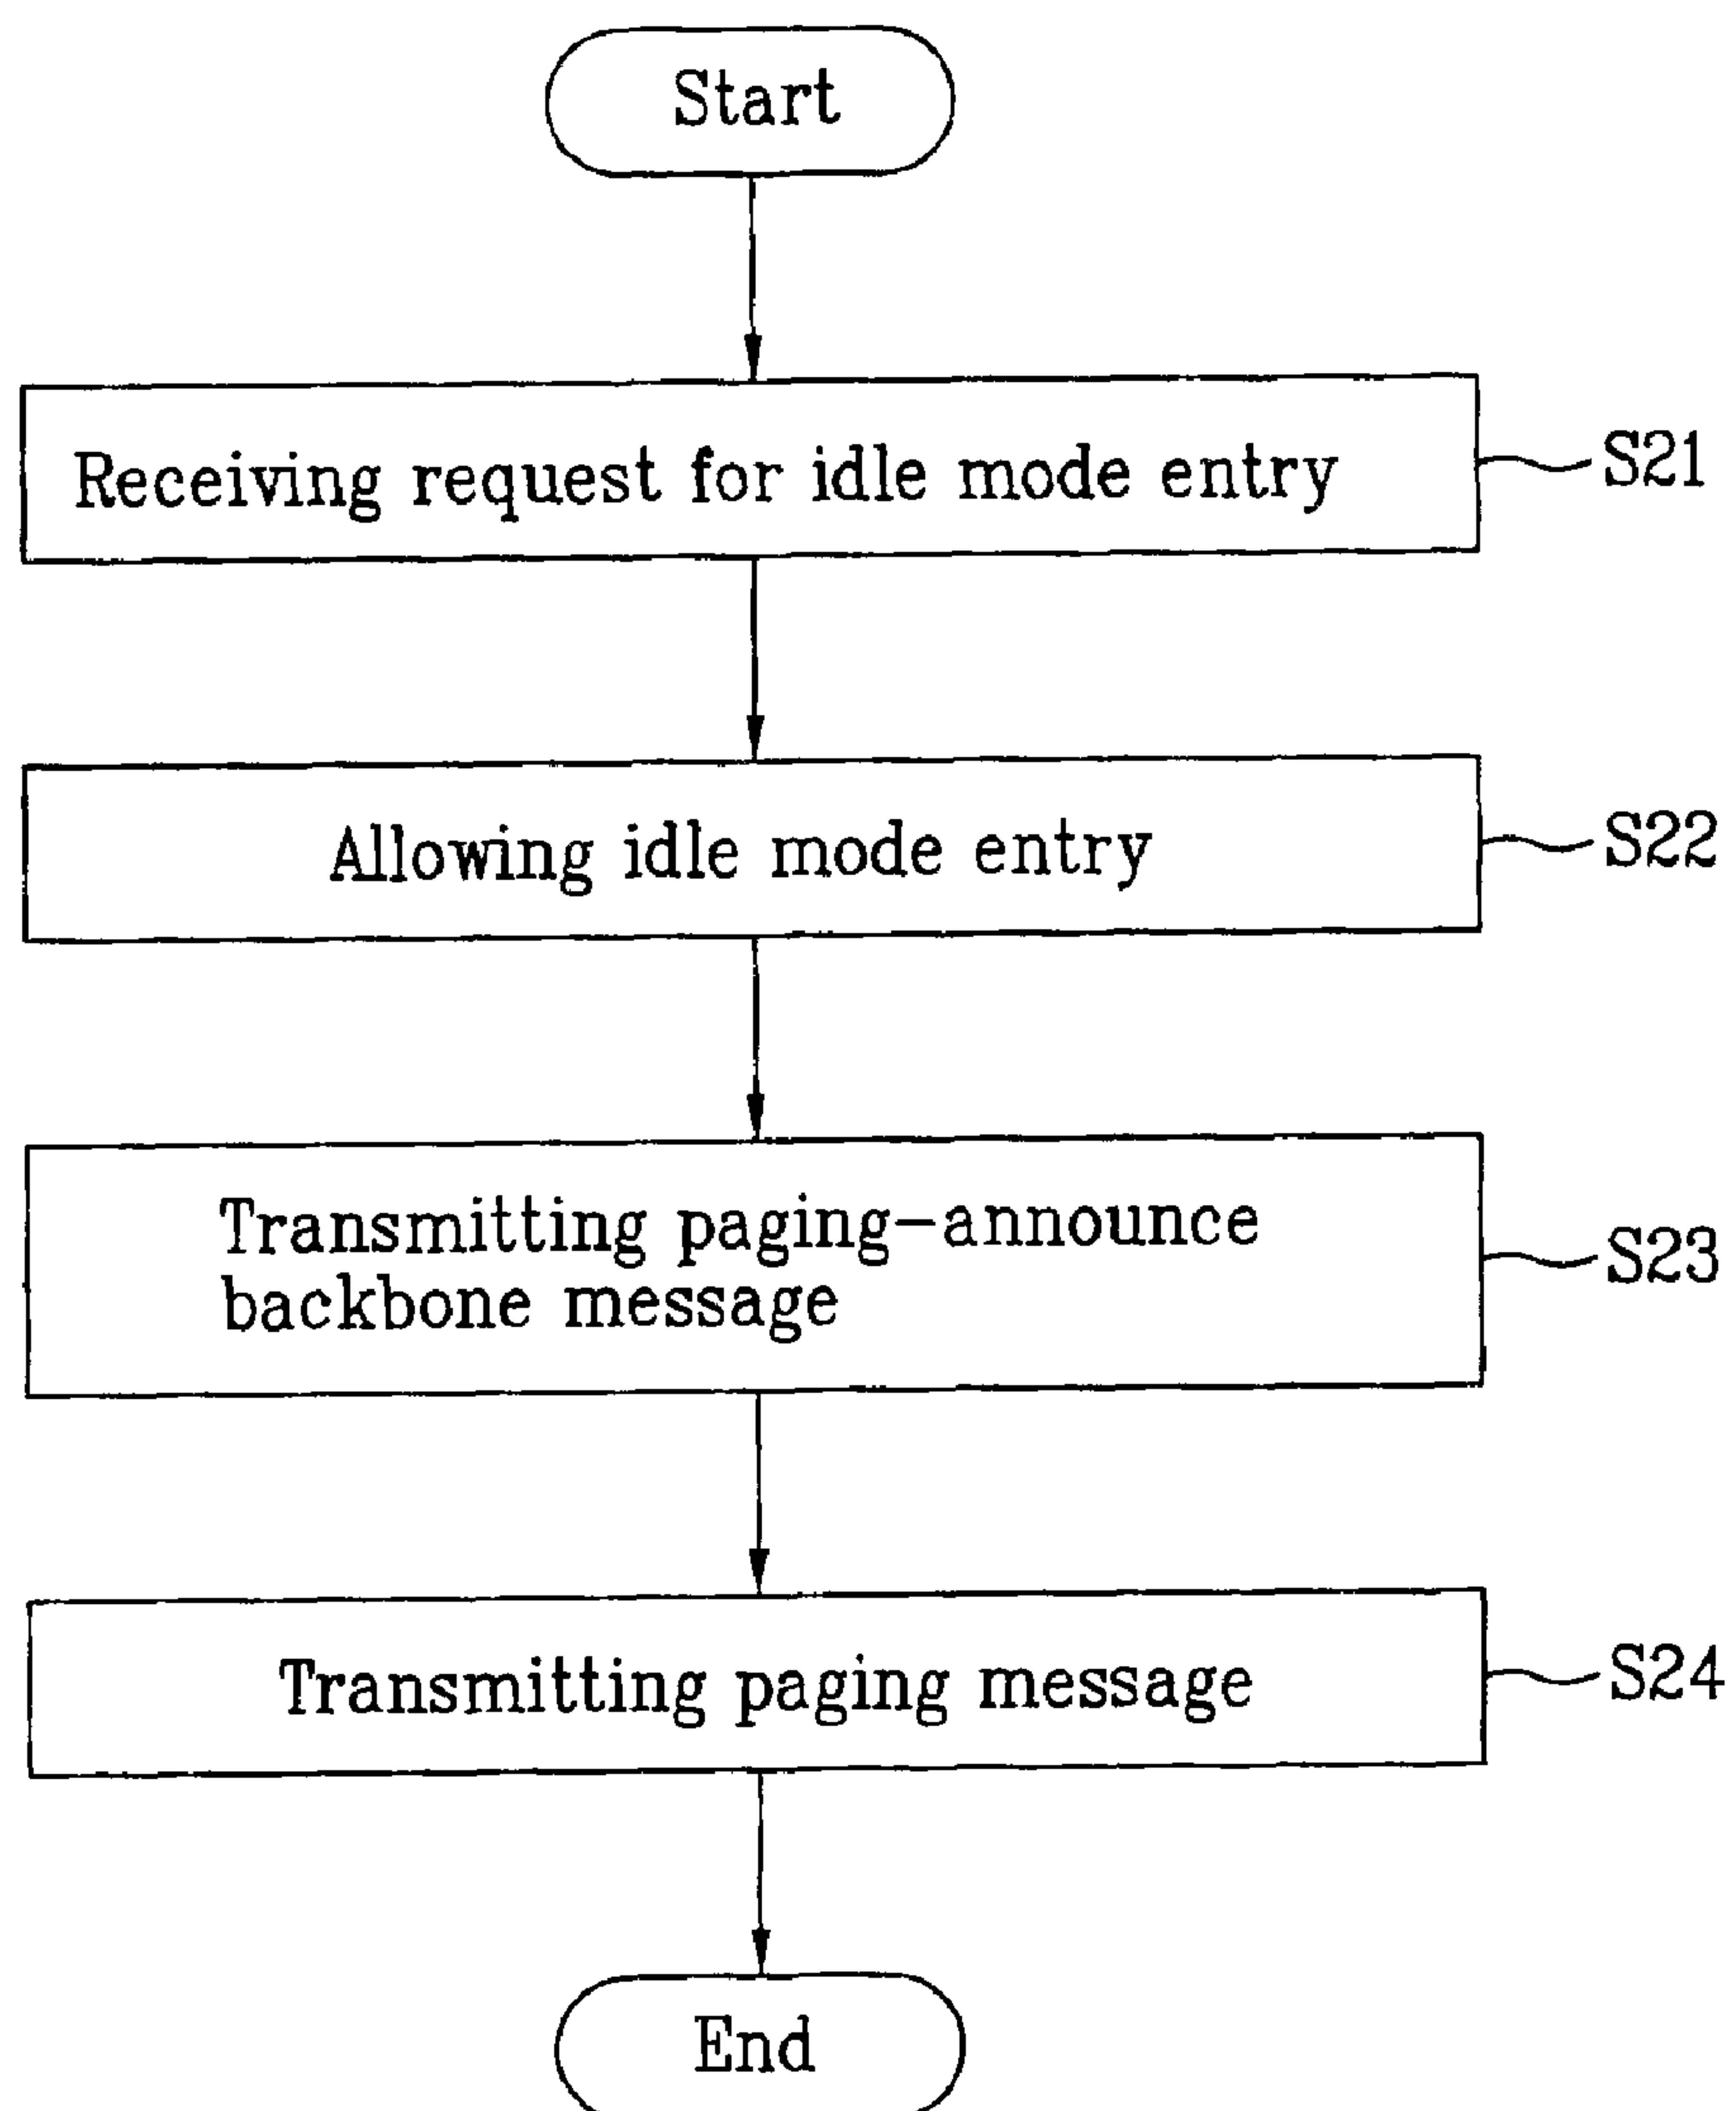 Start
Receiving request for idle mode entry
S21
Allowing idle mode entry
S22
Transmitting paging-announce
backbone message
S23
Transmitting paging message
S24
End